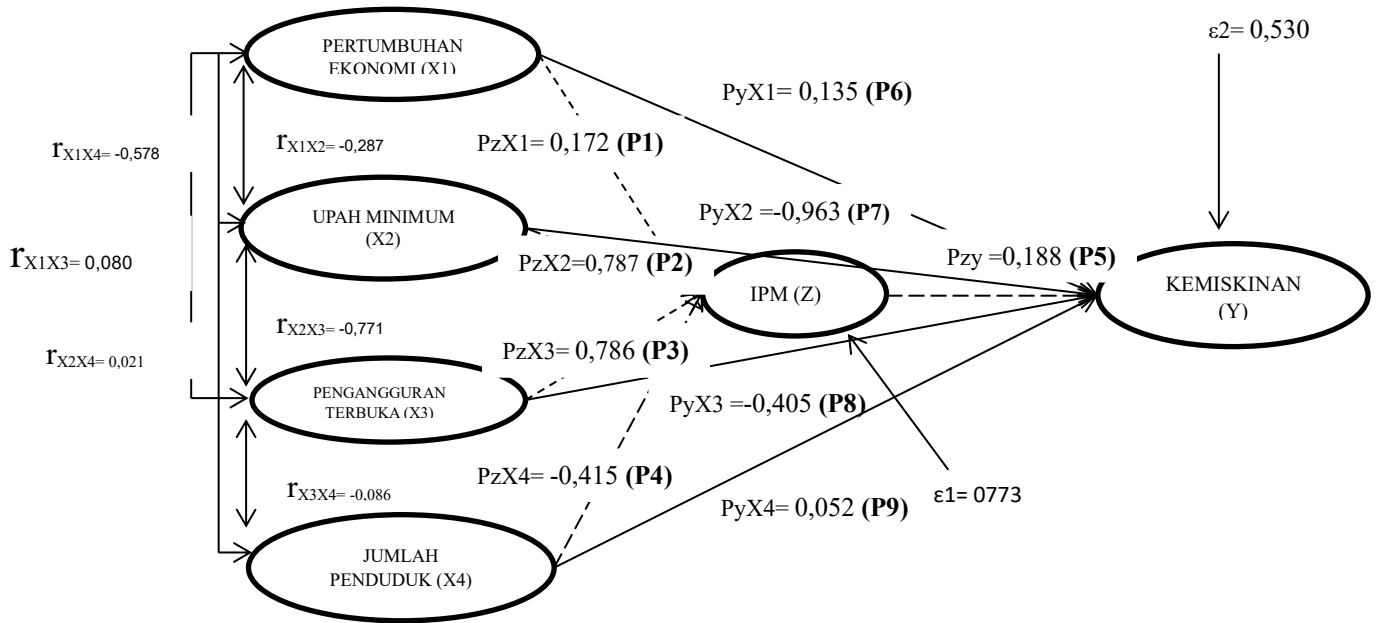 PERTUMBUHAN
EKONOMI (X1)
ε2= 0,530
PyX1= 0,135 (P6)
PzX1= 0,172 (P1)
rX1X4= -0,578
rX1X2= -0,287
UPAH MINIMUM
(X2)
PyX2 =-0,963 (P7)
PzX2=0,787 (P2)
Pzy =0,188 (P5)
rX1X3= 0,080
IPM (Z)
KEMISKINAN
(Y)
rX2X3= -0,771
rX2X4= 0,021
PzX3= 0,786 (P3)
PENGANGGURAN
TERBUKA (X3)
PyX3 =-0,405 (P8)
PzX4= -0,415 (P4)
rX3X4= -0,086
ε1= 0773
PyX4= 0,052 (P9)
JUMLAH
PENDUDUK (X4)